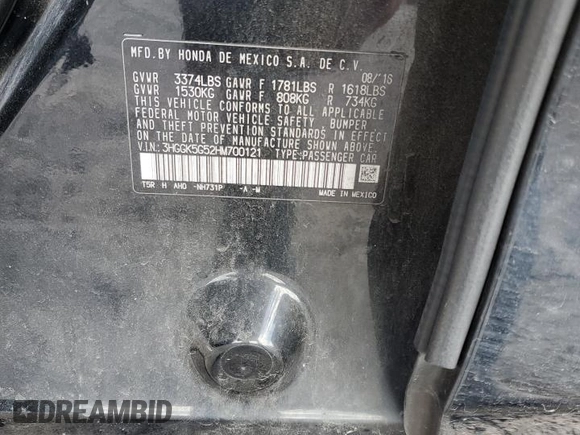 MFD. BY HONDA DE MEXICO S.A. DE C.V.
08/16
GVWR 3374LBS GAWR F 1781LBS R 1618LBS
GVWR 1530KG GAWR F 808KG R 734KG
THIS VEHICLE CONFORMS TO ALL APPLICABLE
FEDERAL MOTOR VEHICLE SAFETY, BUMPER
AND THEFT PREVENTION STANDARDS IN EFFECT
ON THE DATE OF MANUFACTURE SHOWN ABOVE.
V.I.N.: 3HGGK5G52HM700121 TYPE: PASSENGER CAR
T5R H AHG -NH731P -A -M MADE IN MEXICO
DREAMBID